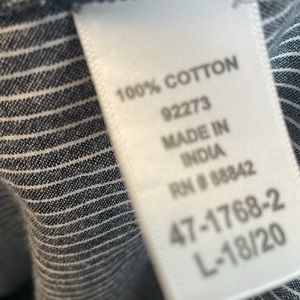 100% COTTON
92273
MADE IN
INDIA
RN # 88842
47-1768-2
L-18/20